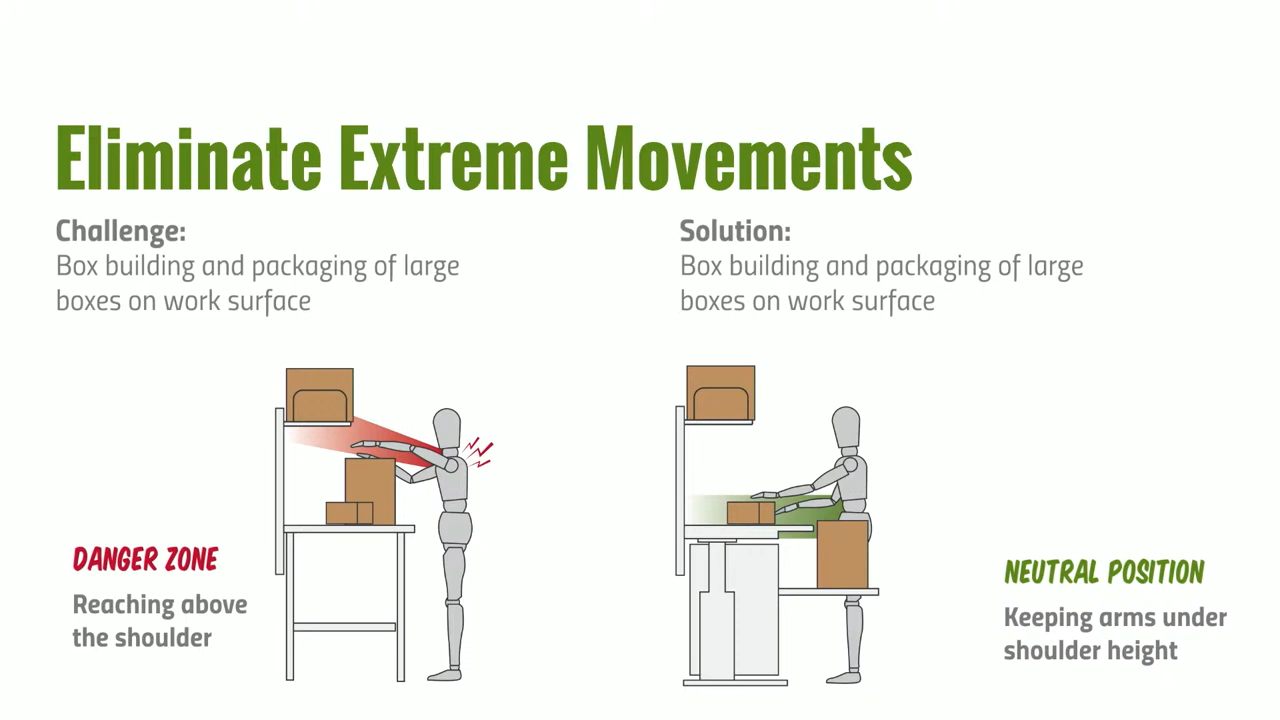 Eliminate Extreme Movements
Challenge:
Box building and packaging of large
boxes on work surface
Solution:
Box building and packaging of large
boxes on work surface
DANGER ZONE
Reaching above
the shoulder
NEUTRAL POSITION
Keeping arms under
shoulder height